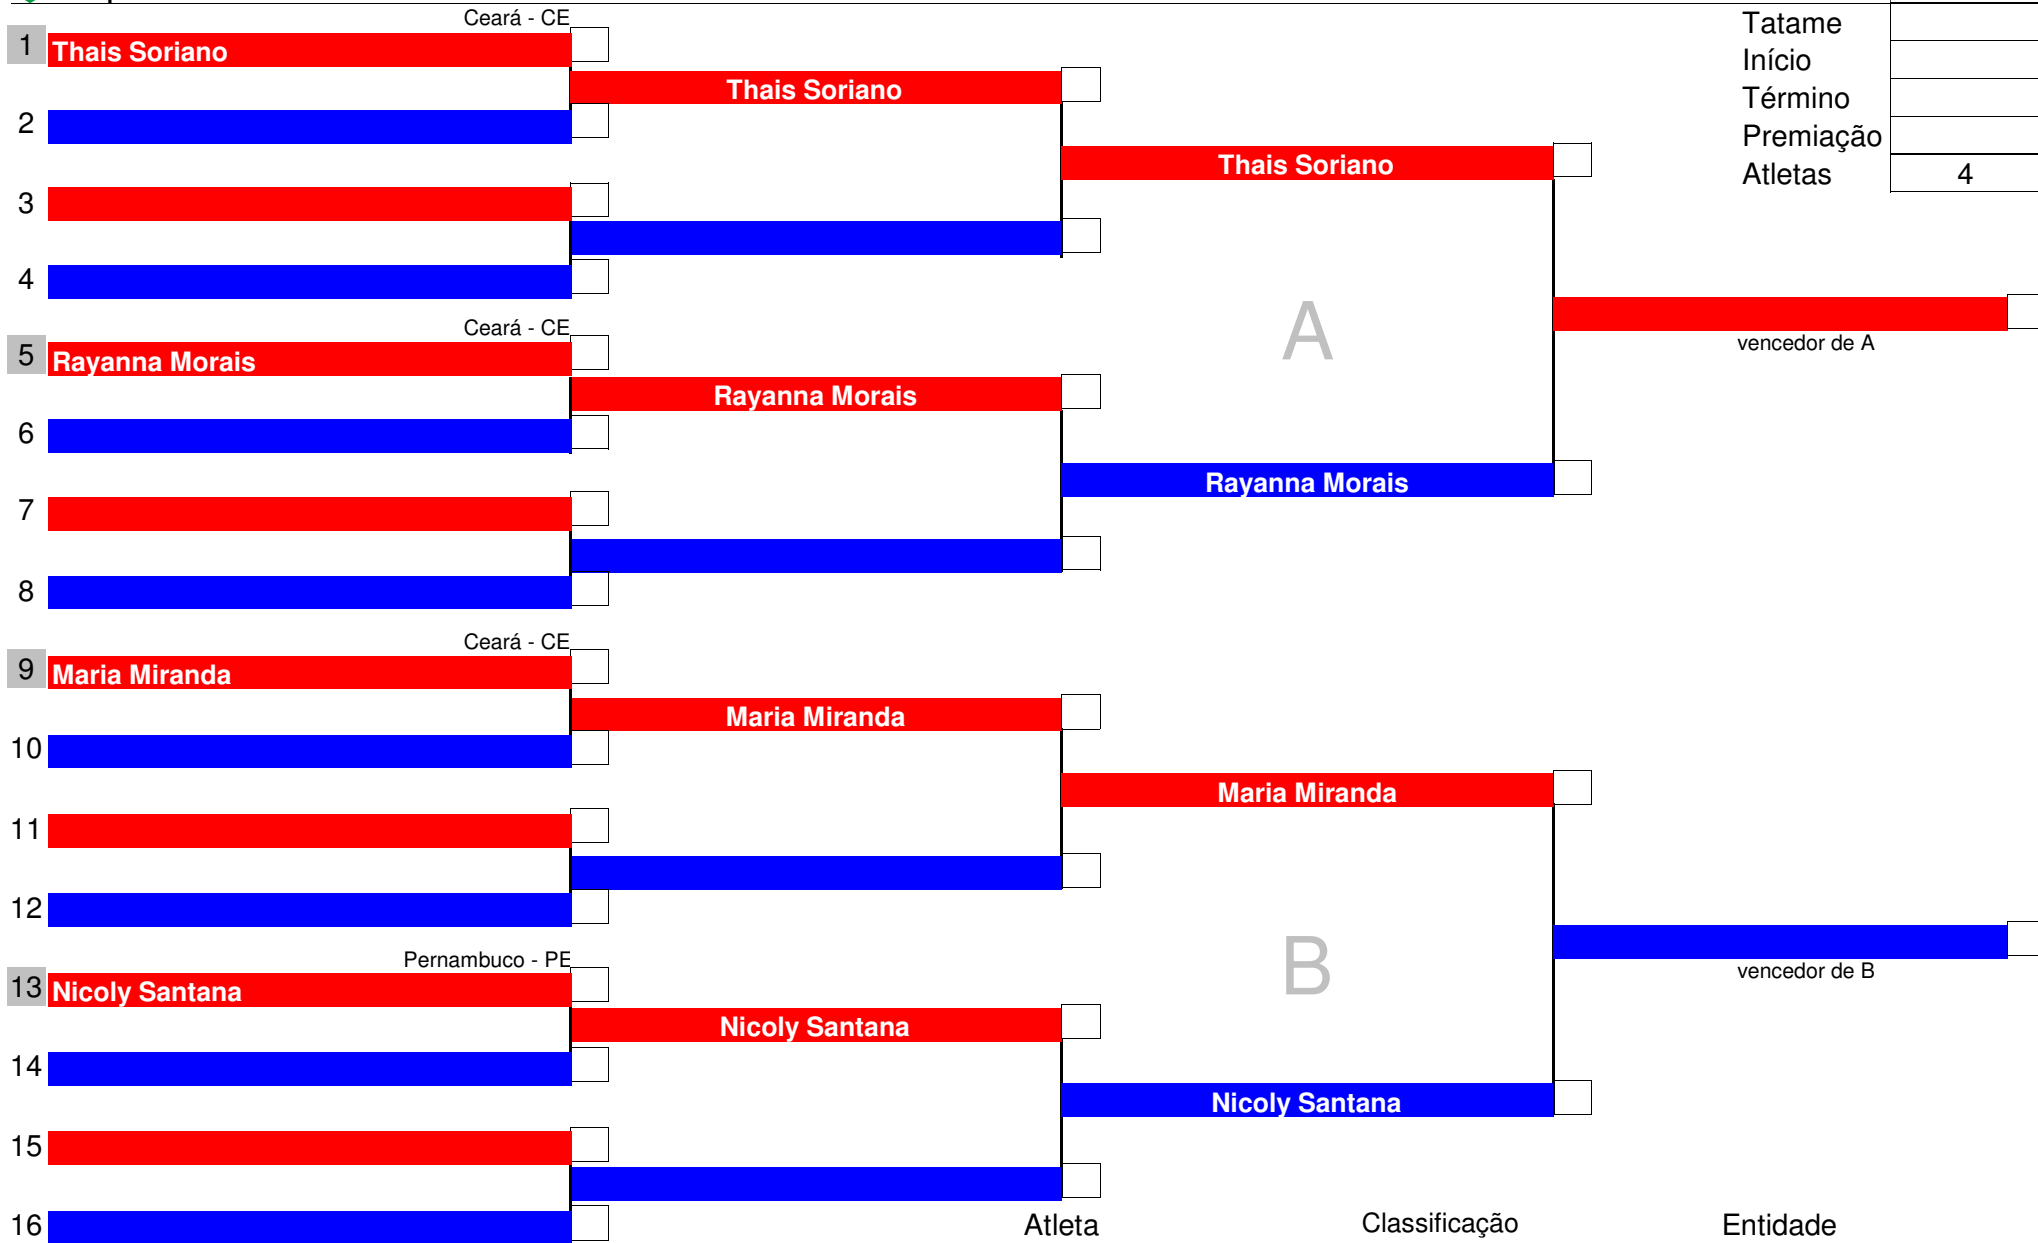 Ceará - CE
1 Thais Soriano
Thais Soriano
2
Thais Soriano
3
4
Ceará - CE
5 Rayanna Morais
Rayanna Morais
6
Rayanna Morais
7
8
A
vencedor de A
Tatame
Início
Término
Premiação
Atletas 4
Ceará - CE
9 Maria Miranda
Maria Miranda
10
Maria Miranda
11
12
Pernambuco - PE
13 Nicoly Santana
Nicoly Santana
14
Nicoly Santana
15
16
B
vencedor de B
Atleta Classificação Entidade